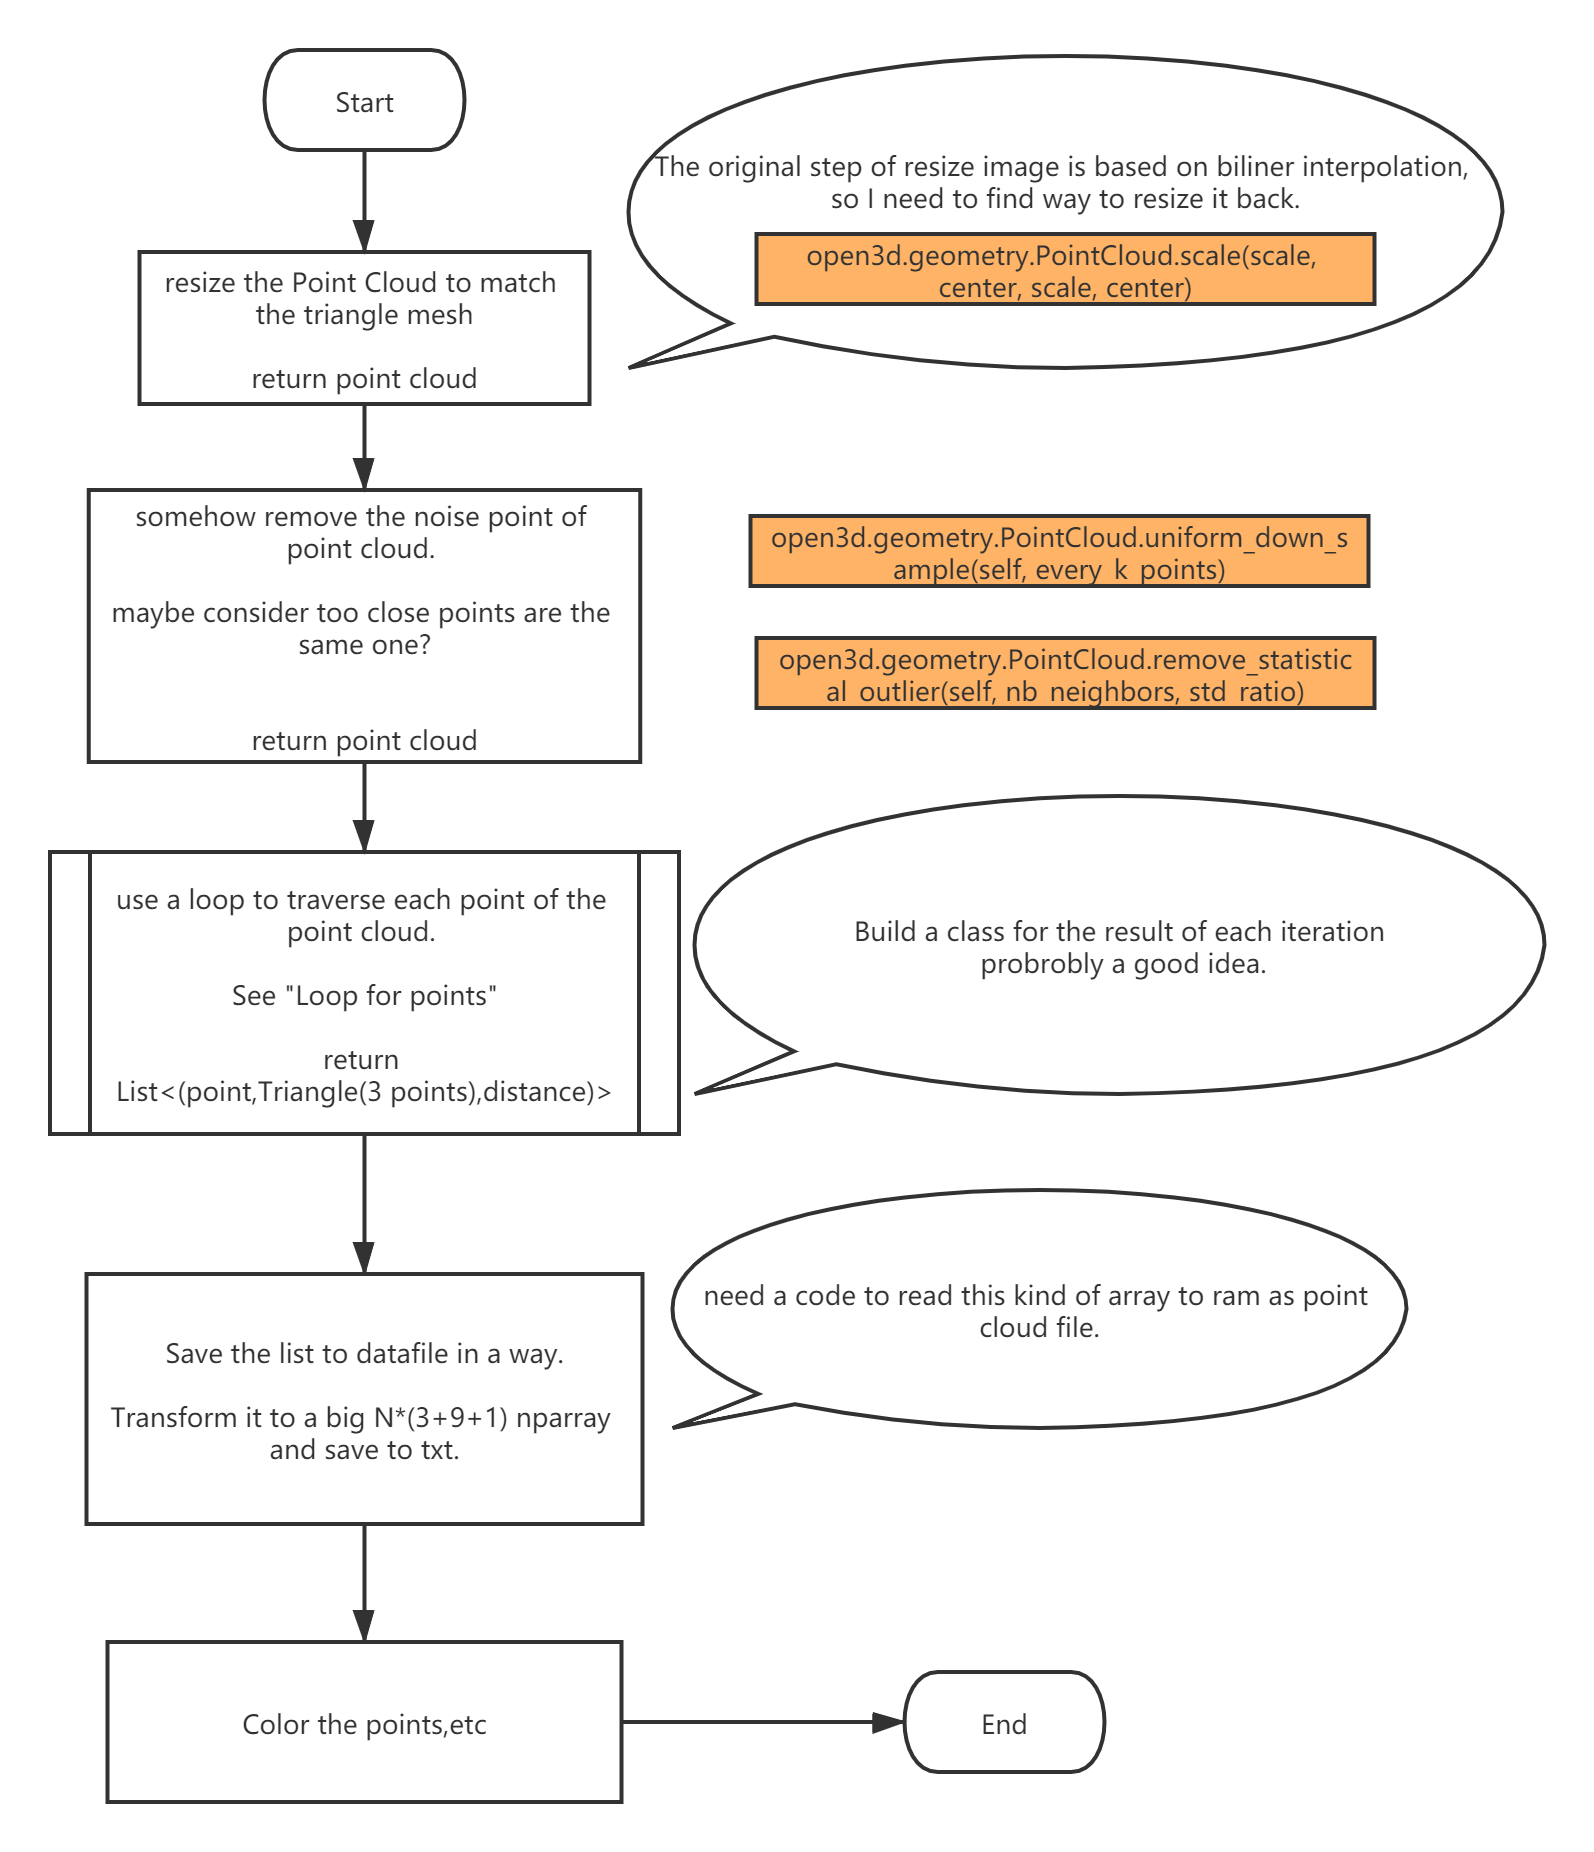 Start
The original step of resize image is based on biliner interpolation,
so I need to find way to resize it back.
open3d.geometry.PointCloud.scale(scale,
center, scale, center)
resize the Point Cloud to match
the triangle mesh
return point cloud
somehow remove the noise point of
point cloud.
maybe consider too close points are the
same one?
return point cloud
open3d.geometry.PointCloud.uniform_down_s
ample(self, every_k_points)
open3d.geometry.PointCloud.remove_statistic
al_outlier(self, nb_neighbors, std_ratio)
use a loop to traverse each point of the
point cloud.
See "Loop for points"
return
List<(point,Triangle(3 points),distance)>
Build a class for the result of each iteration
probrobly a good idea.
Save the list to datafile in a way.
Transform it to a big N*(3+9+1) nparray
and save to txt.
need a code to read this kind of array to ram as point
cloud file.
Color the points,etc
End